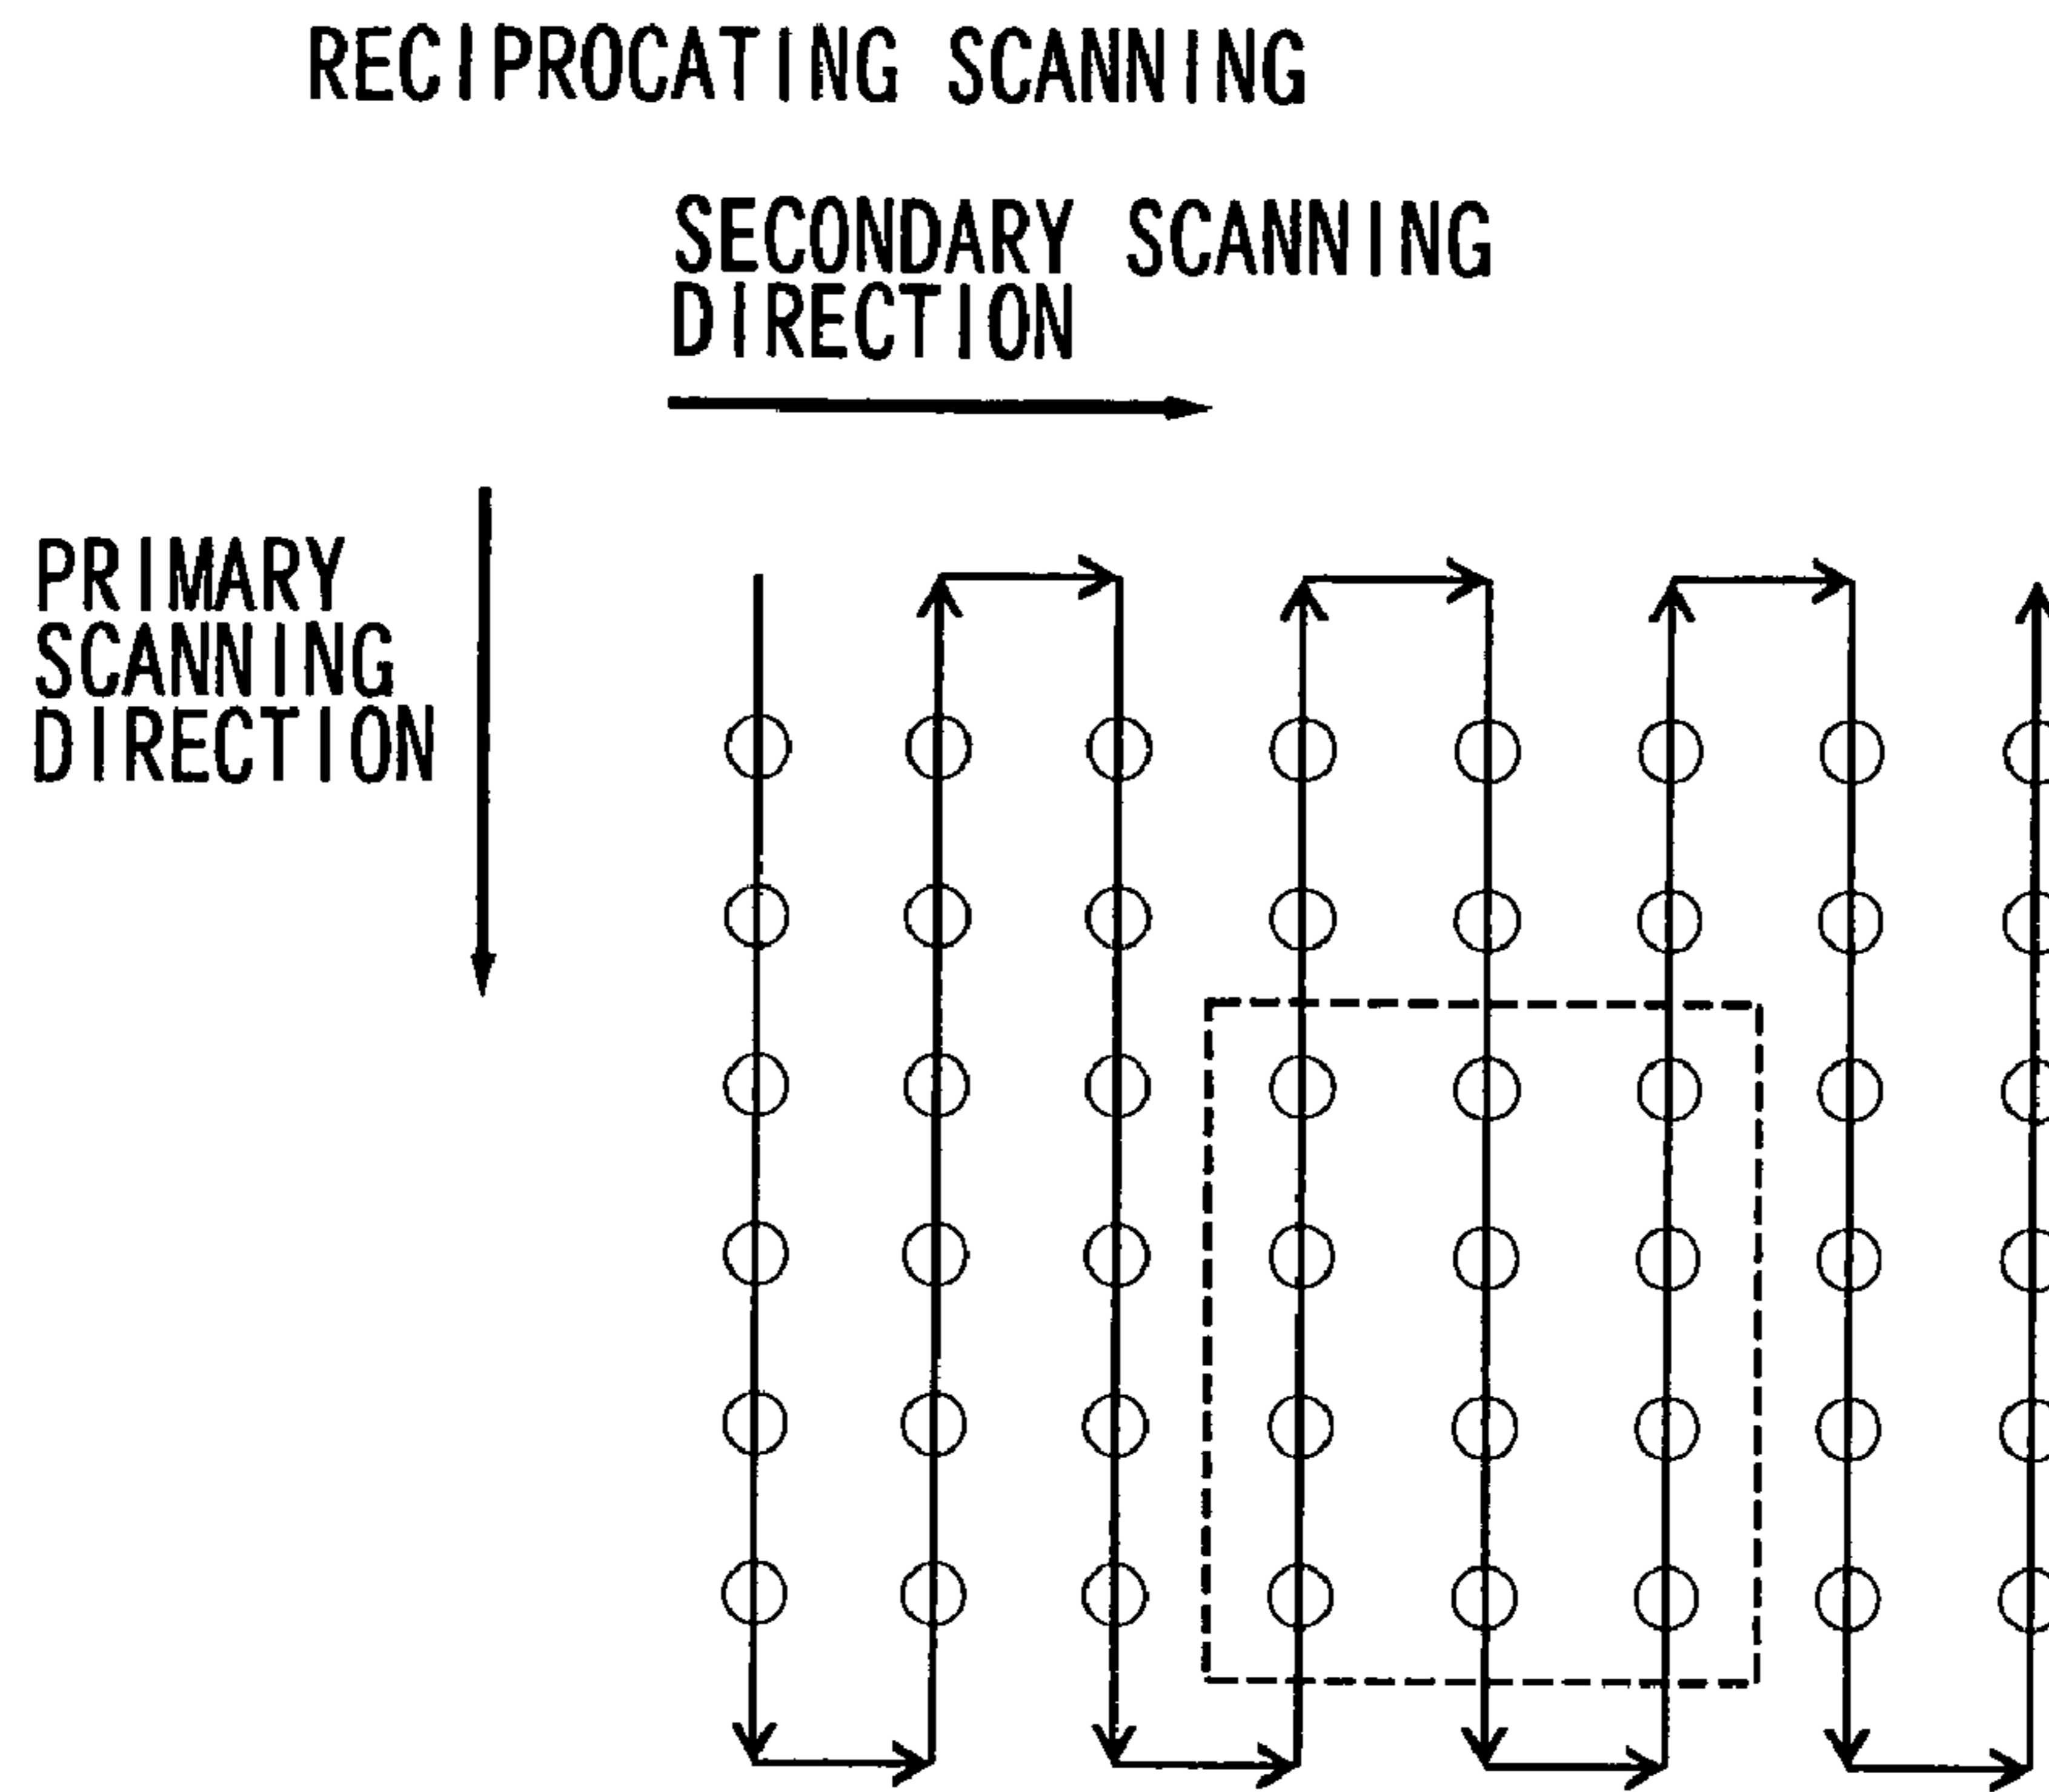 RECIPROCATING SCANNING
SECONDARY SCANNING
DIRECTION
PRIMARY
SCANNING
DIRECTION